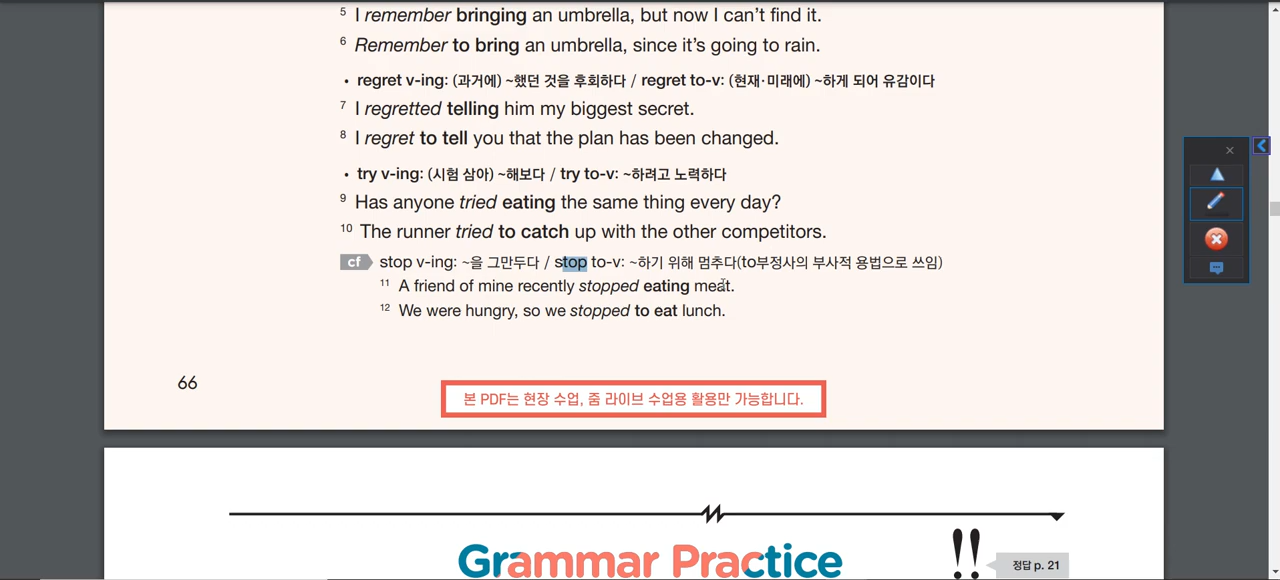 5 I remember bringing an umbrella, but now I can't find it.
6 Remember to bring an umbrella, since it's going to rain.
• regret v-ing: (과거에) ~했던 것을 후회하다 / regret to-v: (현재·미래에) ~하게 되어 유감이다
7 I regretted telling him my biggest secret.
8 I regret to tell you that the plan has been changed.
• try v-ing: (시험 삼아) ~해보다 / try to-v: ~하려고 노력하다
9 Has anyone tried eating the same thing every day?
10 The runner tried to catch up with the other competitors.
cf stop v-ing: ~을 그만두다 / stop to-v: ~하기 위해 멈추다(to부정사의 부사적 용법으로 쓰임)
11 A friend of mine recently stopped eating meat.
12 We were hungry, so we stopped to eat lunch.
66
본 PDF는 현장 수업, 줌 라이브 수업용 활용만 가능합니다.
Grammar Practice
!!
정답 p. 21